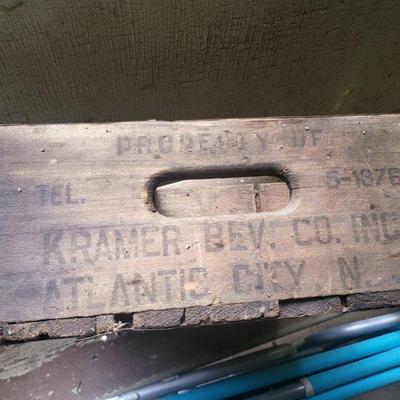 PROPERTY OF
TEL. 5-1376
KRAMER BEV. CO. INC
ATLANTIC CITY, N.